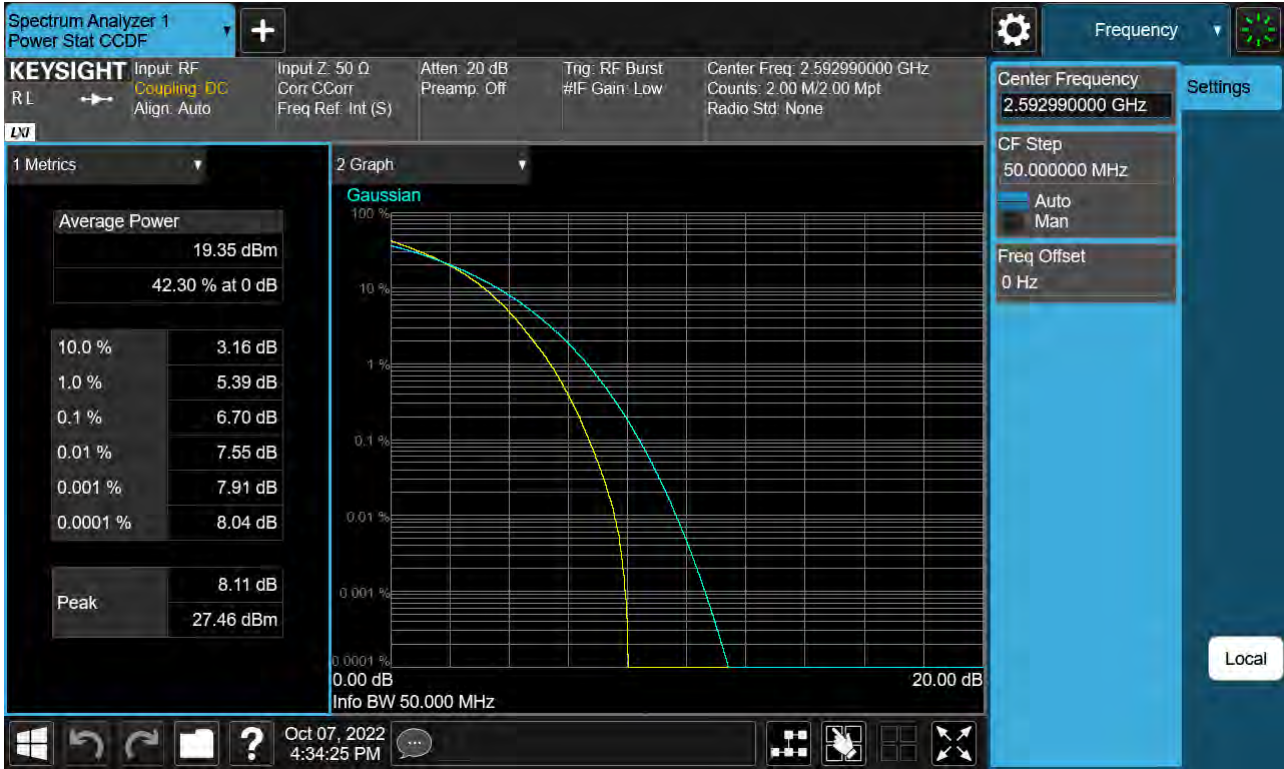 Spectrum Analyzer 1
Power Stat CCDF
+
Frequency
KEYSIGHT
R L
LXI
Input: RF
Coupling: DC
Align: Auto
Input Z: 50 Ω
Corr CCorr
Freq Ref: Int (S)
Atten: 20 dB
Preamp: Off
Trig: RF Burst
#IF Gain: Low
Center Freq: 2.592990000 GHz
Counts: 2.00 M/2.00 Mpt
Radio Std: None
Center Frequency
2.592990000 GHz
Settings
CF Step
50.000000 MHz
Auto
Man
Freq Offset
0 Hz
1 Metrics
Average Power
19.35 dBm
42.30 % at 0 dB
10.0 % 3.16 dB
1.0 % 5.39 dB
0.1 % 6.70 dB
0.01 % 7.55 dB
0.001 % 7.91 dB
0.0001 % 8.04 dB
Peak
8.11 dB
27.46 dBm
2 Graph
Gaussian
100 %
10 %
1 %
0.1 %
0.01 %
0.001 %
0.0001 %
0.00 dB 20.00 dB
Info BW 50.000 MHz
Local
?
Oct 07, 2022
4:34:25 PM